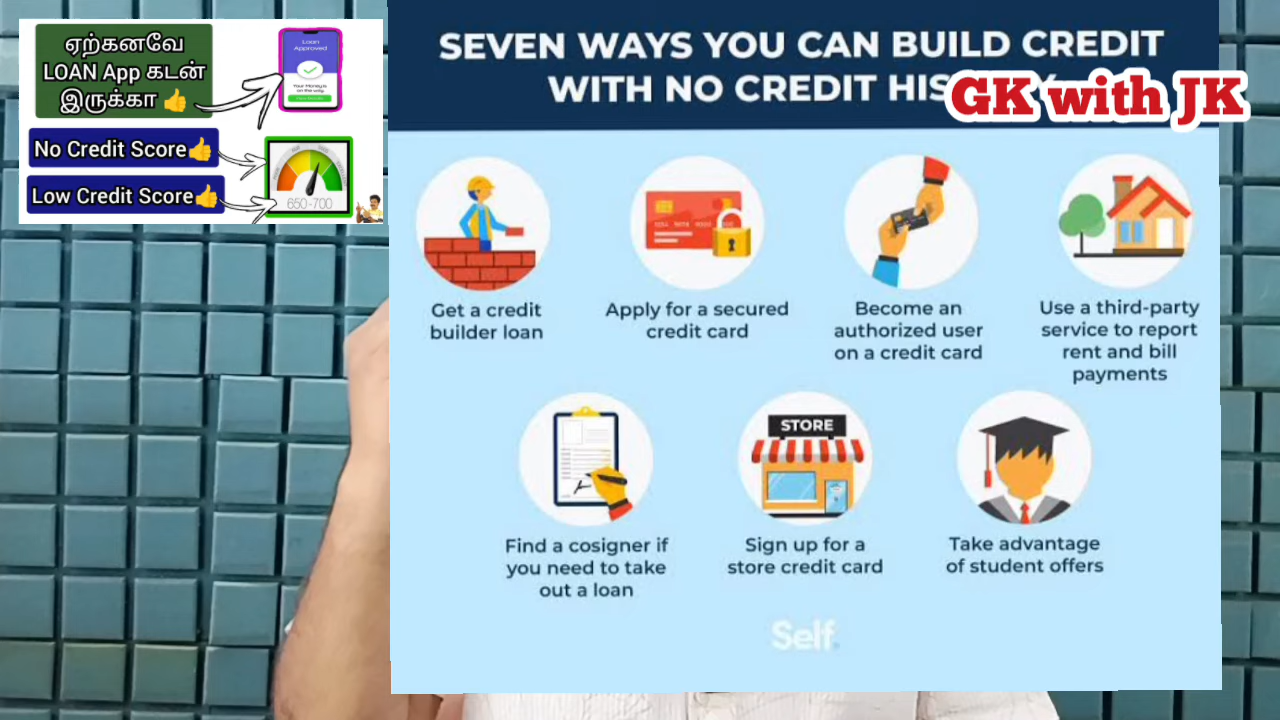 ஏற்கனவே
LOAN App கடன்
இருக்கா
Loan
Approved
No Credit Score
Low Credit Score
650-700
SEVEN WAYS YOU CAN BUILD CREDIT
WITH NO CREDIT HIS
GK with JK
Get a credit
builder loan
Apply for a secured
credit card
Become an
authorized user
on a credit card
Use a third-party
service to report
rent and bill
payments
Find a cosigner if
you need to take
out a loan
STORE
Sign up for a
store credit card
Take advantage
of student offers
Self.